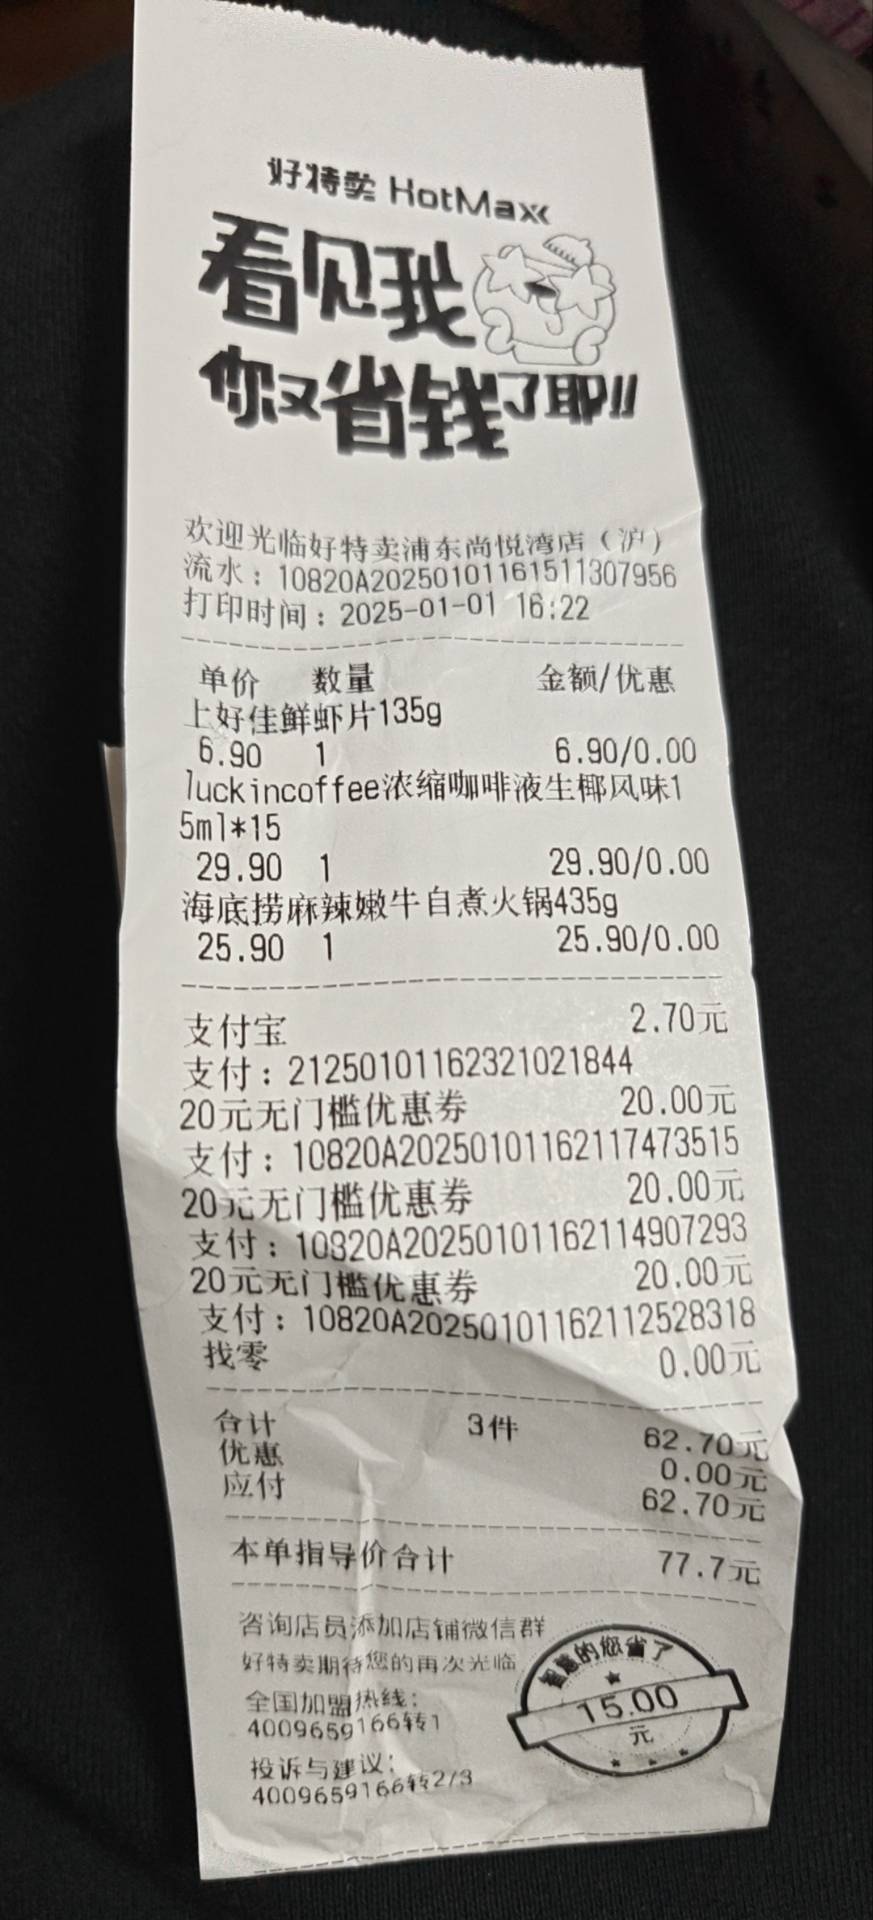 好特卖 HotMaxx
看见我
你又省钱了耶!!
欢迎光临好特卖浦东尚悦湾店（沪）
流水：10820A20250101161511307956
打印时间：2025-01-01 16:22
单价 数量 金额/优惠
上好佳鲜虾片135g
6.90 1 6.90/0.00
luckincoffee浓缩咖啡液生椰风味1
5ml*15
29.90 1 29.90/0.00
海底捞麻辣嫩牛自煮火锅435g
25.90 1 25.90/0.00
支付宝 2.70元
支付：21250101162321021844
20元无门槛优惠券 20.00元
支付：10820A20250101162117473515
20元无门槛优惠券 20.00元
支付：10820A20250101162114907293
20元无门槛优惠券 20.00元
支付：10820A20250101162112528318
找零 0.00元
合计 3件 62.70元
优惠 0.00元
应付 62.70元
本单指导价合计 77.7元
咨询店员添加店铺微信群
好特卖期待您的再次光临
全国加盟热线：
4009659166转1
投诉与建议：
4009659166转2/3
智慧的您省了
15.00
元